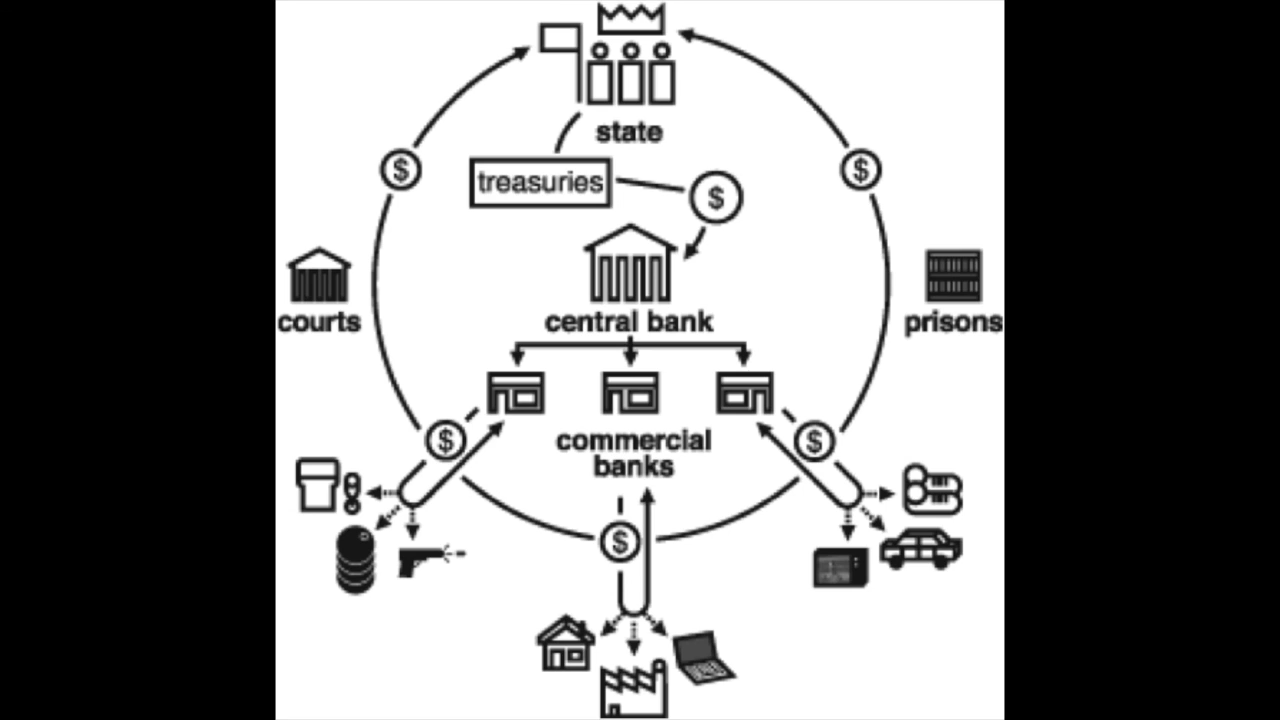 state
$
$
treasuries
$
courts
central bank
prisons
$
commercial
banks
$
$